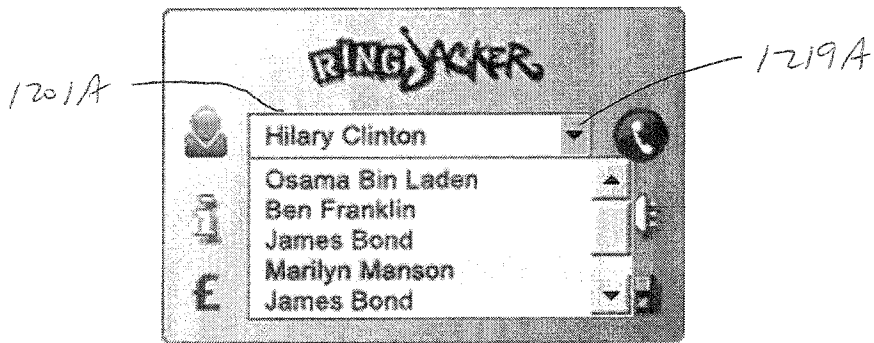 RINGJACKER
1219A
1201A
Hilary Clinton
Osama Bin Laden
Ben Franklin
James Bond
Marilyn Manson
£ James Bond